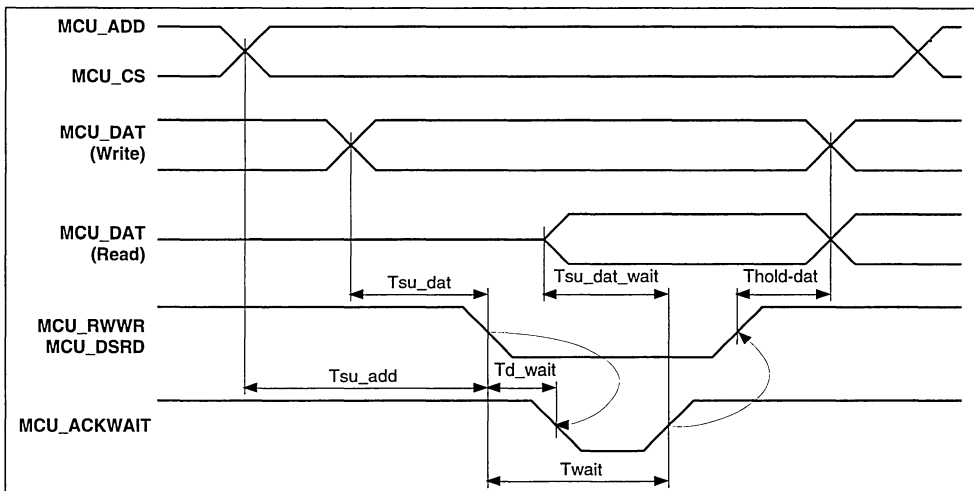 MCU_ADD
MCU_CS
MCU_DAT
(Write)
MCU_DAT
(Read)
Tsu_dat
Tsu_dat_wait
Thold-dat
MCU_RWWR
MCU_DSRD
Tsu_add
Td_wait
MCU_ACKWAIT
Twait